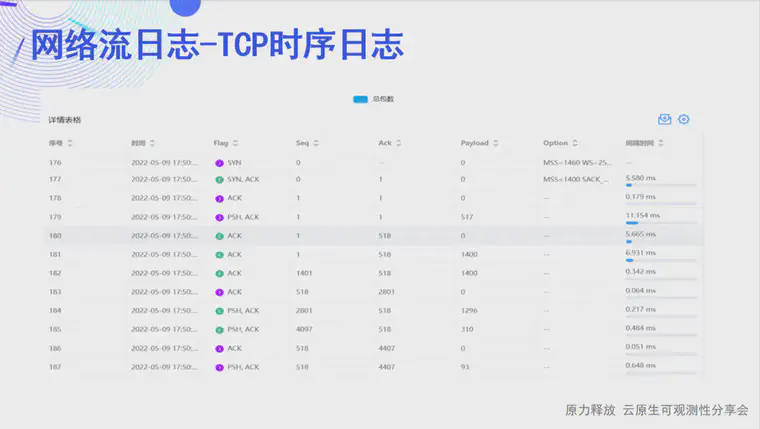 网络流日志-TCP时序日志
总包数
详情表格
序号 时间 Flag Seq Ack Payload Option 间隔时间
176 2022-05-09 17:50:... SYN 0 -- 0 MSS=1460 WS=25... --
177 2022-05-09 17:50:... SYN, ACK 0 1 0 MSS=1400 SACK_... 5.580 ms
178 2022-05-09 17:50:... ACK 1 1 0 -- 0.179 ms
179 2022-05-09 17:50:... PSH, ACK 1 1 517 -- 11.154 ms
180 2022-05-09 17:50:... ACK 1 518 0 -- 5.665 ms
181 2022-05-09 17:50:... ACK 1 518 1400 -- 6.931 ms
182 2022-05-09 17:50:... ACK 1401 518 1400 -- 0.342 ms
183 2022-05-09 17:50:... ACK 518 2801 0 -- 0.064 ms
184 2022-05-09 17:50:... PSH, ACK 2801 518 1296 -- 0.217 ms
185 2022-05-09 17:50:... PSH, ACK 4097 518 310 -- 0.484 ms
186 2022-05-09 17:50:... ACK 518 4407 0 -- 0.051 ms
187 2022-05-09 17:50:... PSH, ACK 518 4407 93 -- 0.648 ms
原力释放 云原生可观测性分享会